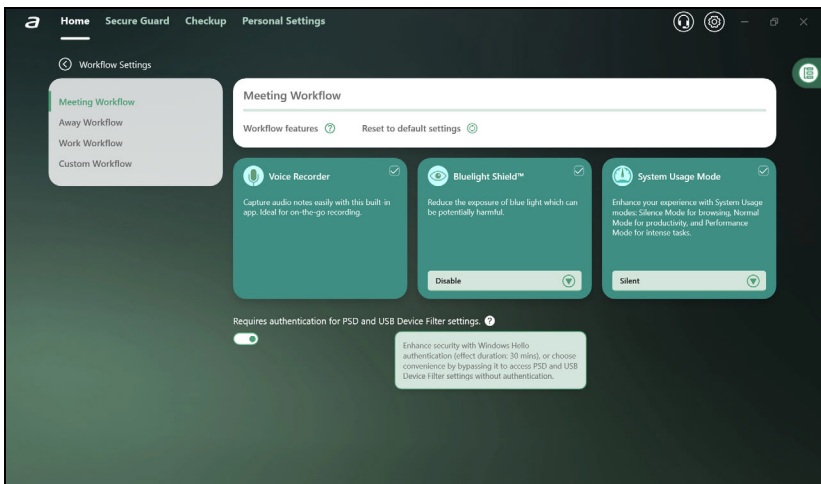 a Home Secure Guard Checkup Personal Settings
Workflow Settings
Meeting Workflow
Away Workflow
Work Workflow
Custom Workflow
Meeting Workflow
Workflow features ? Reset to default settings
Voice Recorder
Capture audio notes easily with this built-in
app. Ideal for on-the-go recording.
Bluelight Shield™
Reduce the exposure of blue light which can
be potentially harmful.
Disable
System Usage Mode
Enhance your experience with System Usage
modes: Silence Mode for browsing, Normal
Mode for productivity, and Performance
Mode for intense tasks.
Silent
Requires authentication for PSD and USB Device Filter settings. ?
Enhance security with Windows Hello
authentication (effect duration: 30 mins), or choose
convenience by bypassing it to access PSD and USB
Device Filter settings without authentication.